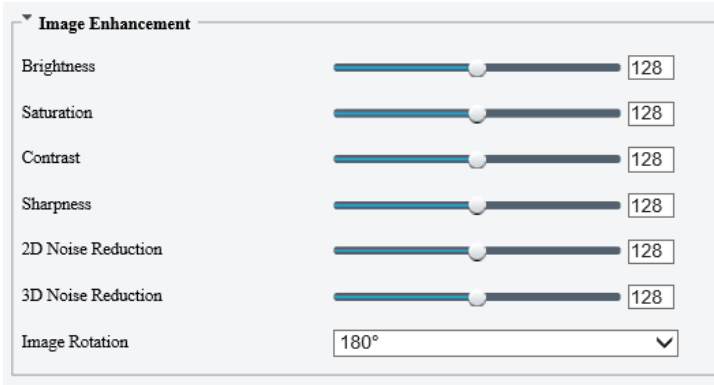 Image Enhancement
Brightness 128
Saturation 128
Contrast 128
Sharpness 128
2D Noise Reduction 128
3D Noise Reduction 128
Image Rotation 180°